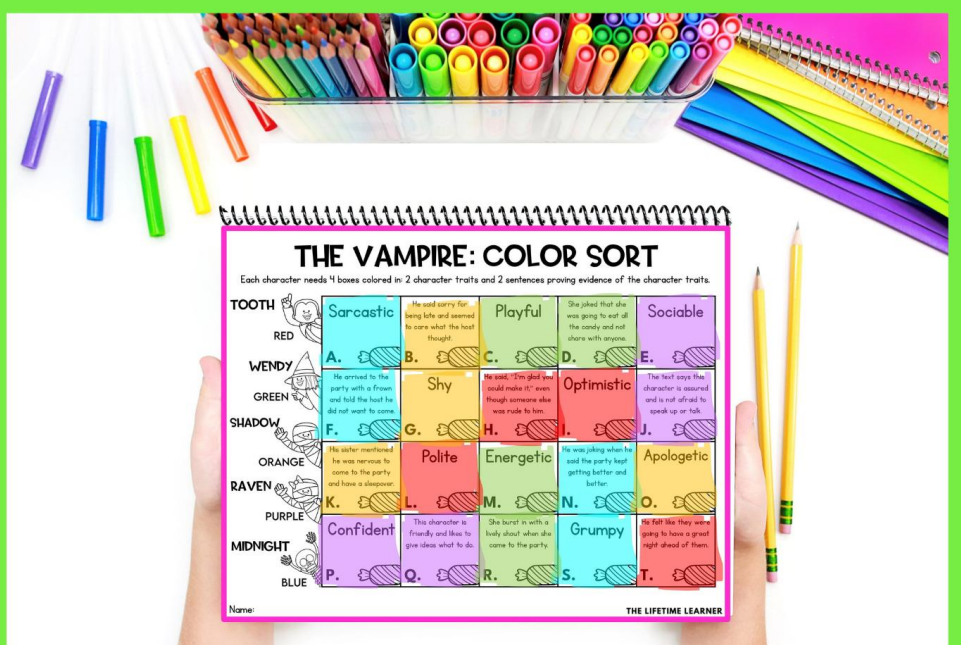 THE VAMPIRE: COLOR SORT
Each character needs 4 boxes colored in: 2 character traits and 2 sentences proving evidence of the character traits.
TOOTH
RED
WENDY
GREEN
SHADOW
ORANGE
RAVEN
PURPLE
MIDNIGHT
BLUE
Sarcastic
A.
He said sorry for
being late and seemed
to care what the host
thought.
B.
Playful
C.
She joked that she
was going to eat all
the candy and not
share with anyone.
D.
Sociable
E.
He arrived to the
party with a frown
and told the host he
did not want to come.
F.
Shy
G.
He said, "I'm glad you
could make it," even
though someone else
was rude to him.
H.
Optimistic
I.
The text says this
character is assured
and is not afraid to
speak up or talk.
J.
His sister mentioned
he was nervous to
come to the party
and have a sleepover.
K.
Polite
L.
Energetic
M.
He was joking when he
said the party kept
getting better and
better.
N.
Apologetic
O.
Confident
P.
This character is
friendly and likes to
give ideas what to do.
Q.
She burst in with a
lively shout when she
came to the party.
R.
Grumpy
S.
He felt like they were
going to have a great
night ahead of them.
T.
Name:
THE LIFETIME LEARNER